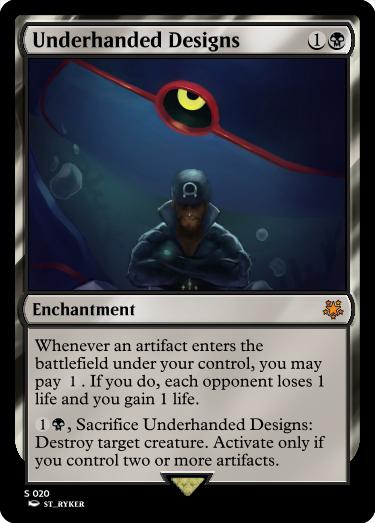 Underhanded Designs 1
Enchantment
Whenever an artifact enters the
battlefield under your control, you may
pay 1 . If you do, each opponent loses 1
life and you gain 1 life.
1 , Sacrifice Underhanded Designs:
Destroy target creature. Activate only if
you control two or more artifacts.
S 020
ST_RYKER